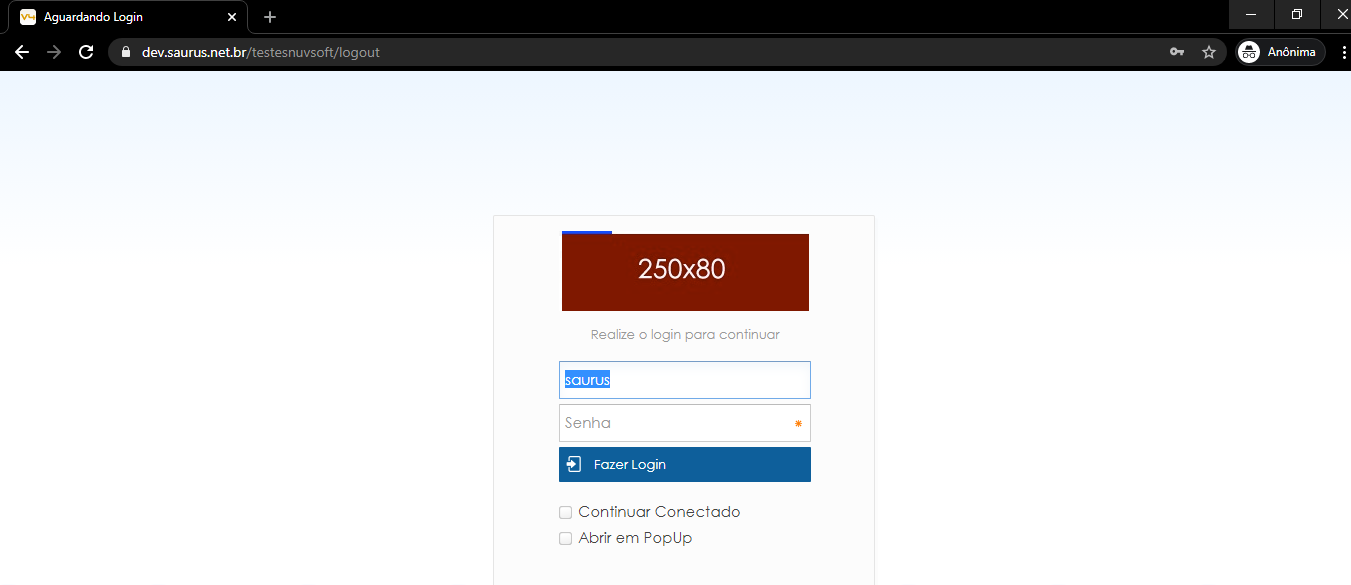 Aguardando Login
dev.saurus.net.br/testesnuvsoft/logout
Anônima
250x80
Realize o login para continuar
saurus
Senha *
Fazer Login
Continuar Conectado
Abrir em PopUp